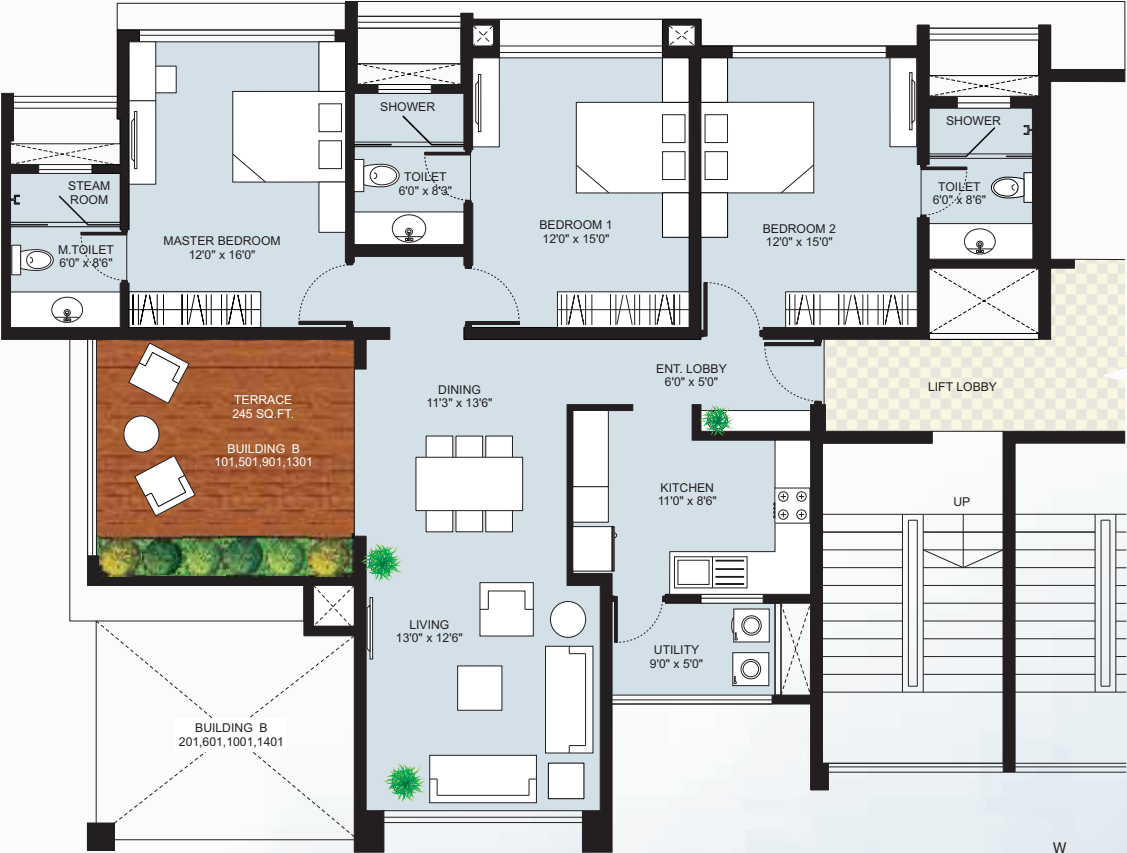 SHOWER
SHOWER
STEAM
ROOM
TOILET
6'0" x 8'3"
TOILET
6'0" x 8'6"
M.TOILET
6'0" x 8'6"
MASTER BEDROOM
12'0" x 16'0"
BEDROOM 1
12'0" x 15'0"
BEDROOM 2
12'0" x 15'0"
ENT. LOBBY
6'0" x 5'0"
LIFT LOBBY
DINING
11'3" x 13'6"
TERRACE
245 SQ.FT.
BUILDING B
101,501,901,1301
KITCHEN
11'0" x 8'6"
UP
LIVING
13'0" x 12'6"
UTILITY
9'0" x 5'0"
BUILDING B
201,601,1001,1401
W